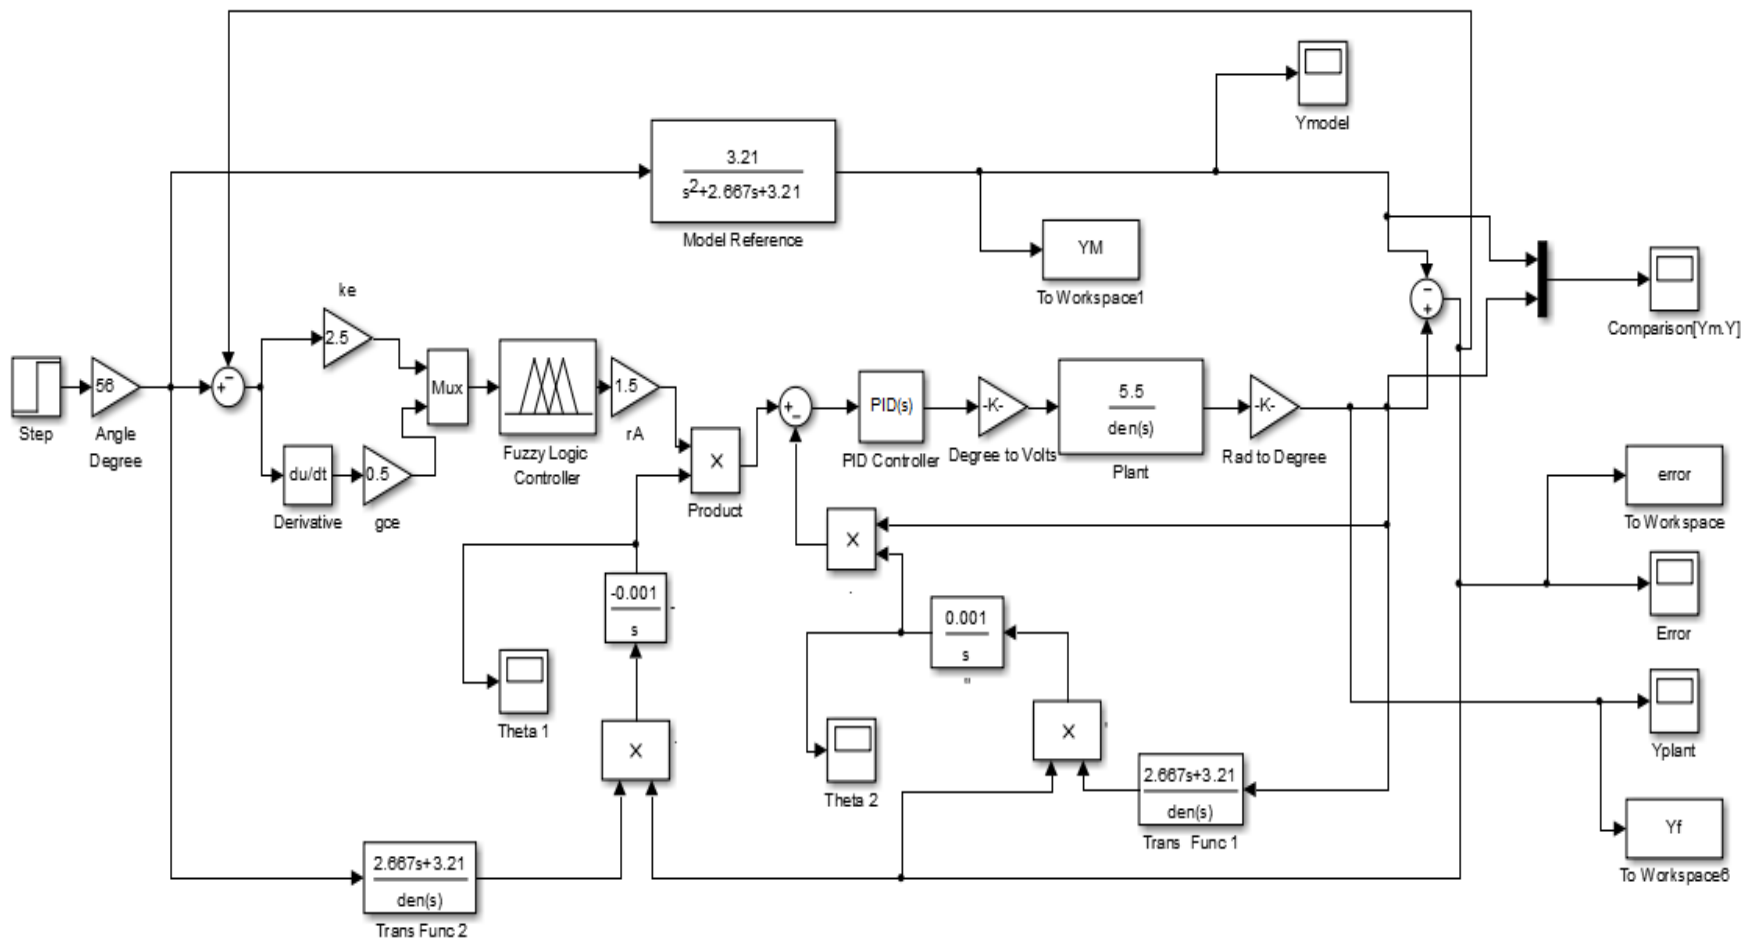 Ymodel
3.21
s²+2.667s+3.21
Model Reference
YM
To Workspace1
Comparison[Ym.Y]
ke
2.5
Step
56
Angle
Degree
+
-
Mux
du/dt
Derivative
0.5
gce
Fuzzy Logic
Controller
1.5
rA
X
Product
+
-
PID(s)
PID Controller
-K-
Degree to Volts
5.5
den(s)
Plant
-K-
Rad to Degree
-
+
error
To Workspace
Error
X
.
-0.001
s
-
Theta 1
0.001
s
"
Theta 2
X
.
X
'
2.667s+3.21
den(s)
Trans Func 1
Yplant
Yf
To Workspace6
2.667s+3.21
den(s)
Trans Func 2